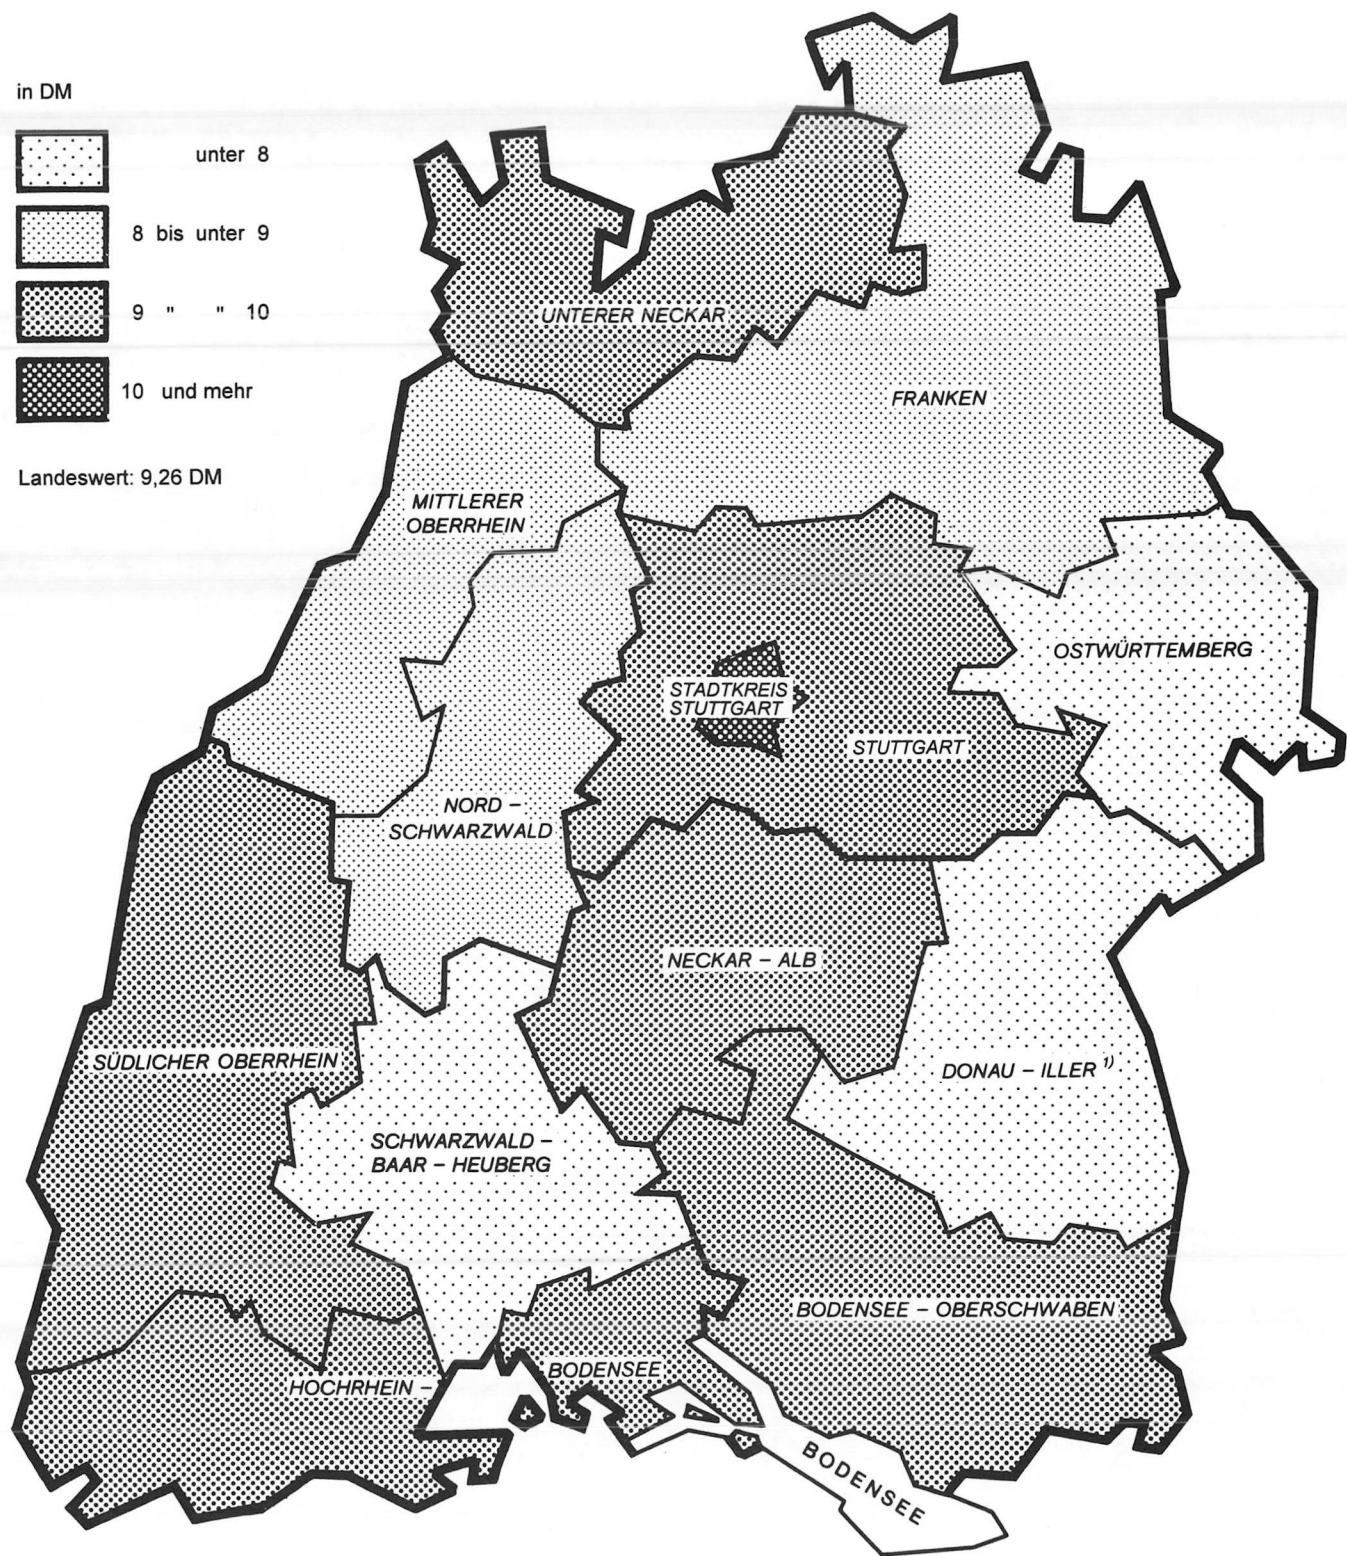 in DM
unter 8
8 bis unter 9
9 " " 10
10 und mehr
Landeswert: 9,26 DM
UNTERER NECKAR
FRANKEN
MITTLERER
OBERRHEIN
OSTWÜRTTEMBERG
STADTKREIS
STUTTGART
STUTTGART
NORD –
SCHWARZWALD
NECKAR – ALB
SÜDLICHER OBERRHEIN
DONAU – ILLER 1)
SCHWARZWALD –
BAAR – HEUBERG
BODENSEE – OBERSCHWABEN
HOCHRHEIN –
BODENSEE
BODENSEE